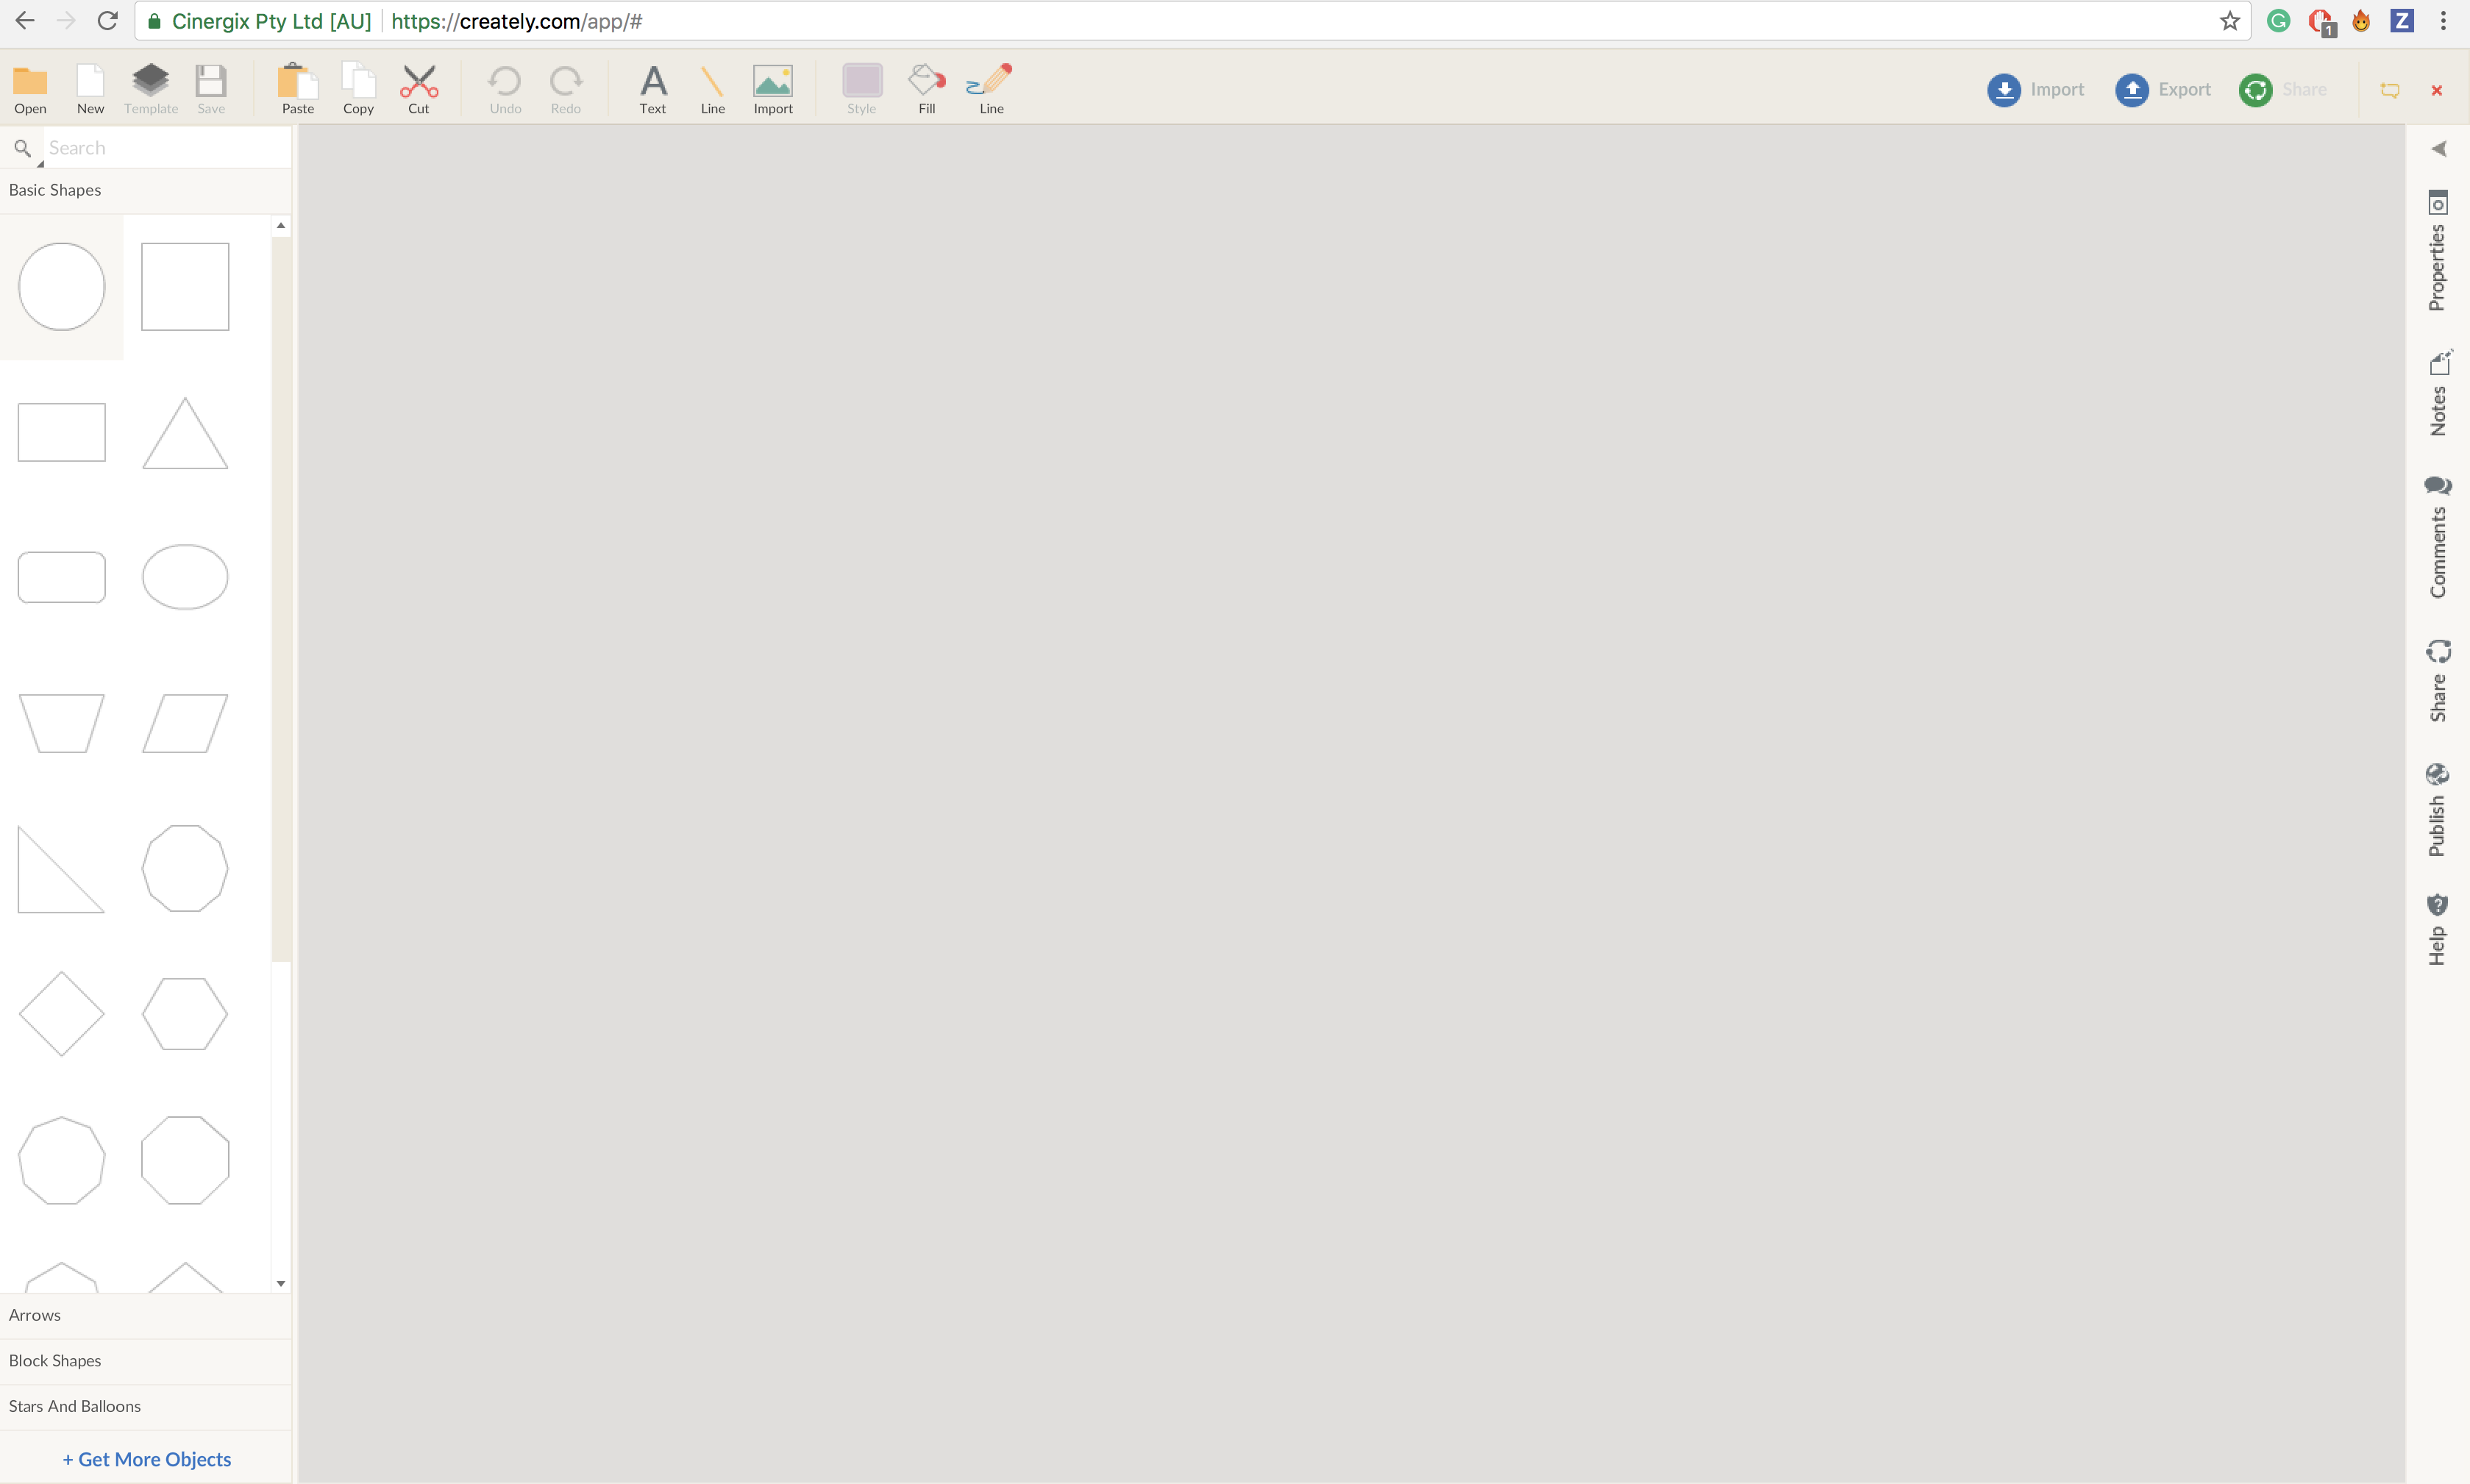 Cinergix Pty Ltd [AU] https://creately.com/app/#
1
Z
Open New Template Save Paste Copy Cut Undo Redo Text Line Import Style Fill Line Import Export Share
Search
Basic Shapes
Properties
Notes
Comments
Share
Publish
Help
Arrows
Block Shapes
Stars And Balloons
+ Get More Objects